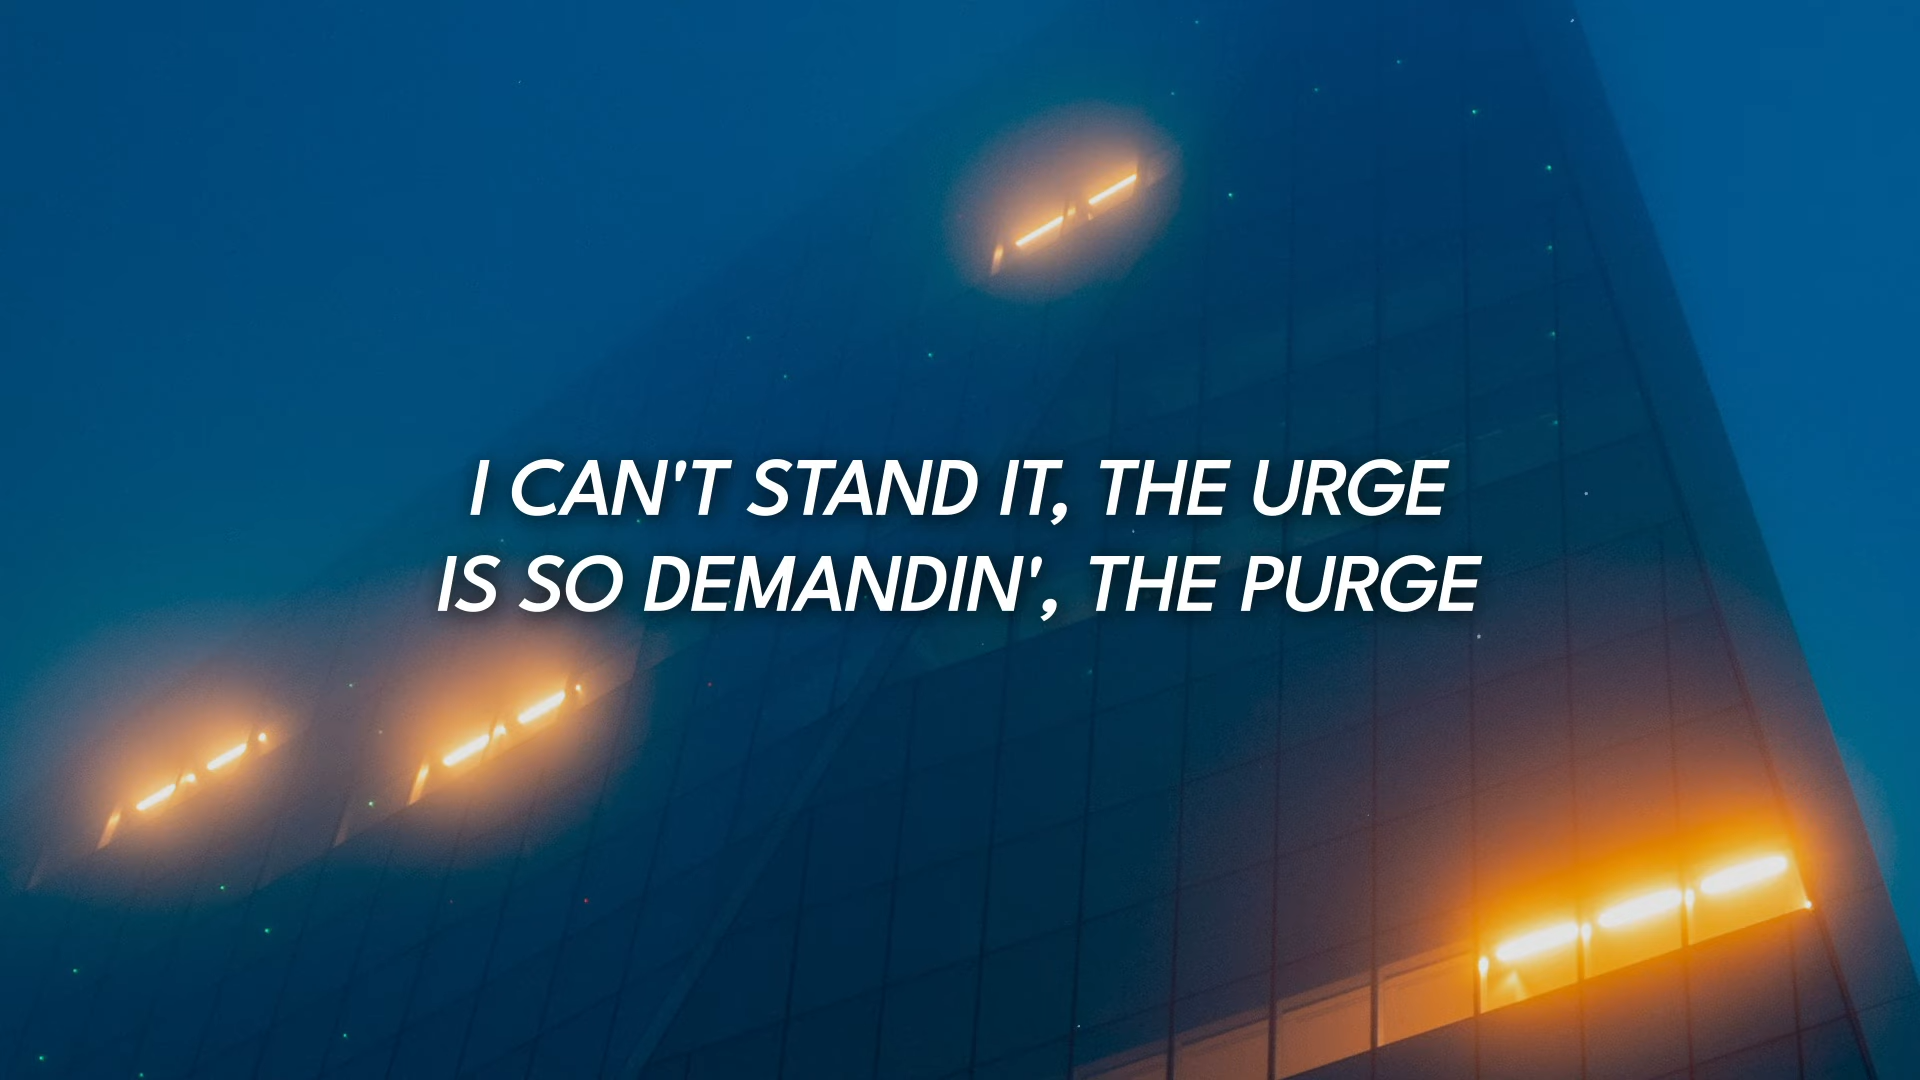 I CAN'T STAND IT, THE URGE
IS SO DEMANDIN', THE PURGE